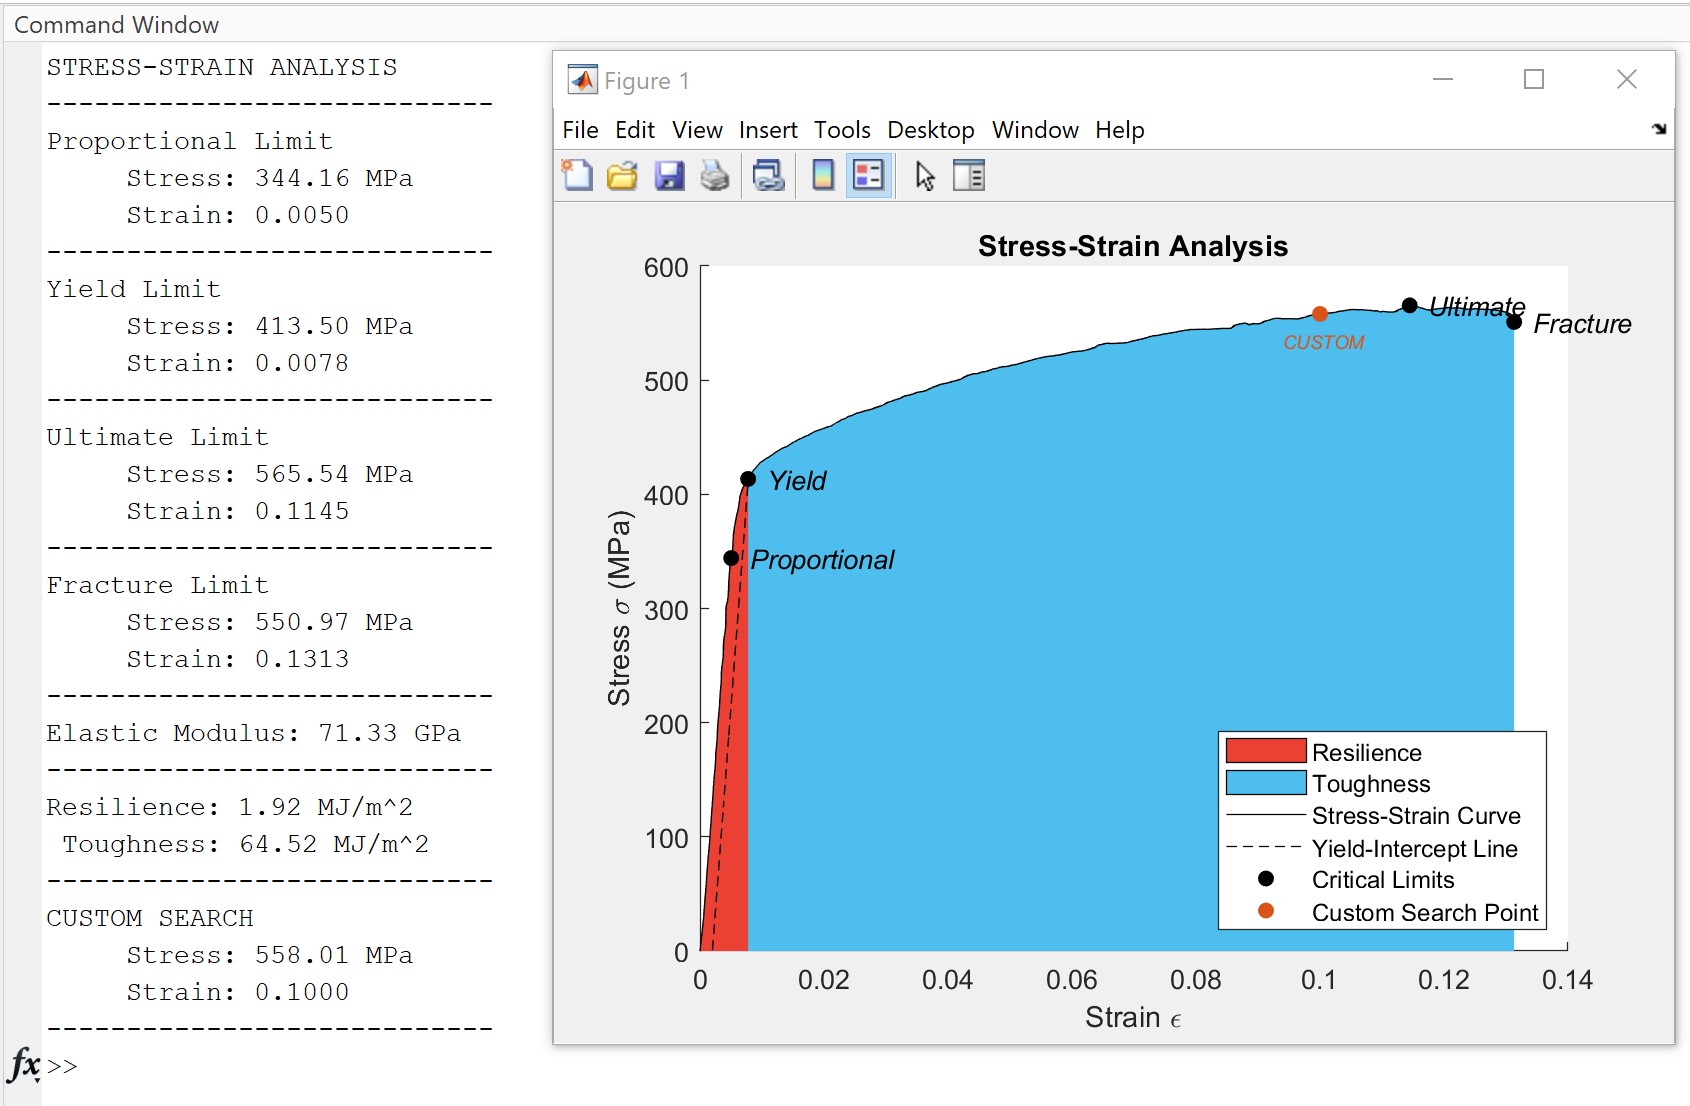 Command Window
STRESS-STRAIN ANALYSIS
----------------------------
Proportional Limit
Stress: 344.16 MPa
Strain: 0.0050
----------------------------
Yield Limit
Stress: 413.50 MPa
Strain: 0.0078
----------------------------
Ultimate Limit
Stress: 565.54 MPa
Strain: 0.1145
----------------------------
Fracture Limit
Stress: 550.97 MPa
Strain: 0.1313
----------------------------
Elastic Modulus: 71.33 GPa
----------------------------
Resilience: 1.92 MJ/m^2
Toughness: 64.52 MJ/m^2
----------------------------
CUSTOM SEARCH
Stress: 558.01 MPa
Strain: 0.1000
----------------------------
fx >>
Figure 1
File Edit View Insert Tools Desktop Window Help
Stress-Strain Analysis
600
500
400
300
200
100
0
Stress σ (MPa)
Ultimate
Fracture
CUSTOM
Yield
Proportional
Resilience
Toughness
Stress-Strain Curve
Yield-Intercept Line
Critical Limits
Custom Search Point
0 0.02 0.04 0.06 0.08 0.1 0.12 0.14
Strain ϵ